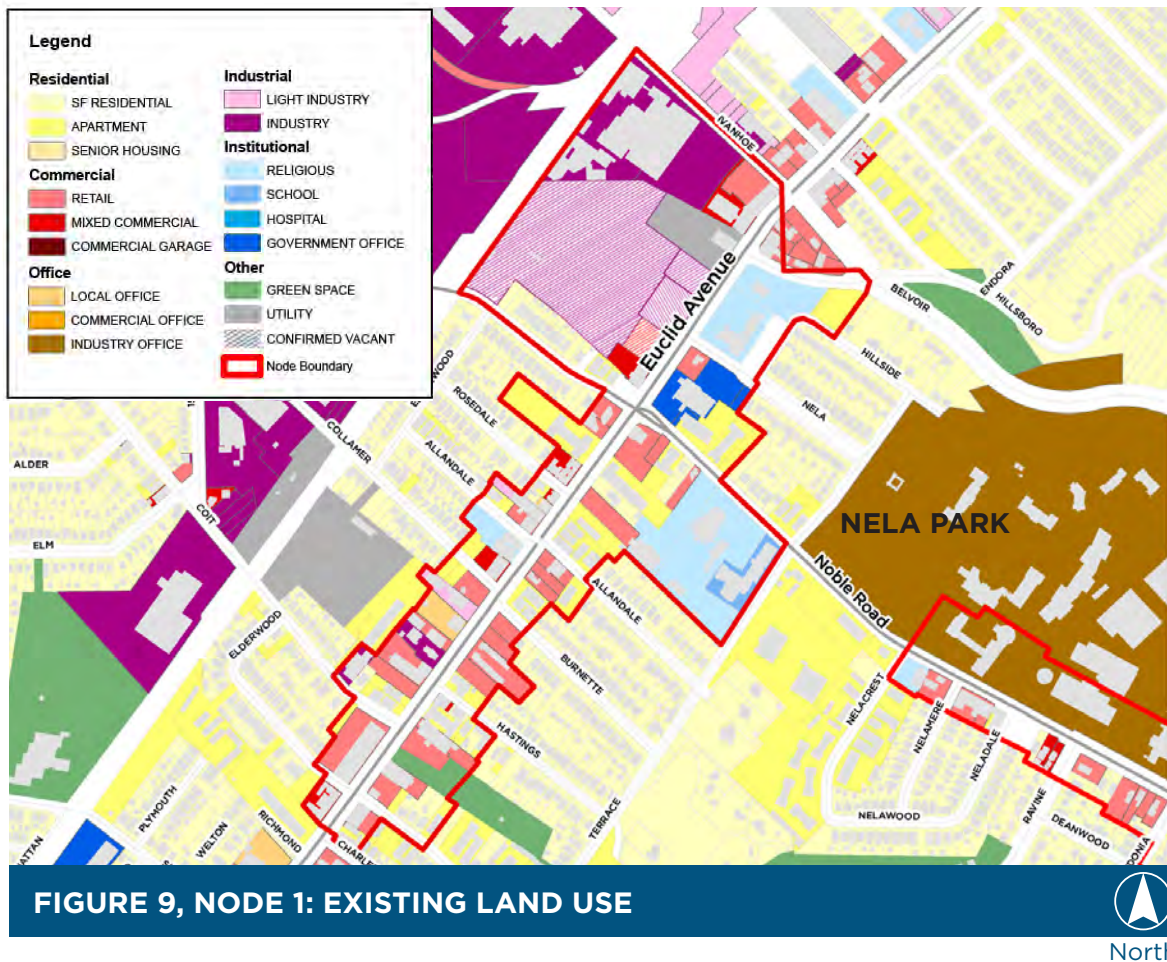 Legend
Residential
SF RESIDENTIAL
APARTMENT
SENIOR HOUSING
Commercial
RETAIL
MIXED COMMERCIAL
COMMERCIAL GARAGE
Office
LOCAL OFFICE
COMMERCIAL OFFICE
INDUSTRY OFFICE
Industrial
LIGHT INDUSTRY
INDUSTRY
Institutional
RELIGIOUS
SCHOOL
HOSPITAL
GOVERNMENT OFFICE
Other
GREEN SPACE
UTILITY
CONFIRMED VACANT
Node Boundary
IVANHOE
Euclid Avenue
BELVOIR
ENDORA
HILLSBORO
HILLSIDE
NELA
WOOD
ROSEDALE
ALLANDALE
COLLAMER
ALDER
COIT
ELM
NELA PARK
Noble Road
ALLANDALE
BURNETTE
ELDERWOOD
HASTINGS
NELACREST
NELAMERE
NELADALE
NELAWOOD
TERRACE
RAVINE
DEANWOOD
DONIA
PLYMOUTH
WELTON
RICHMOND
CHARLES
HATTAN
FIGURE 9, NODE 1: EXISTING LAND USE
North